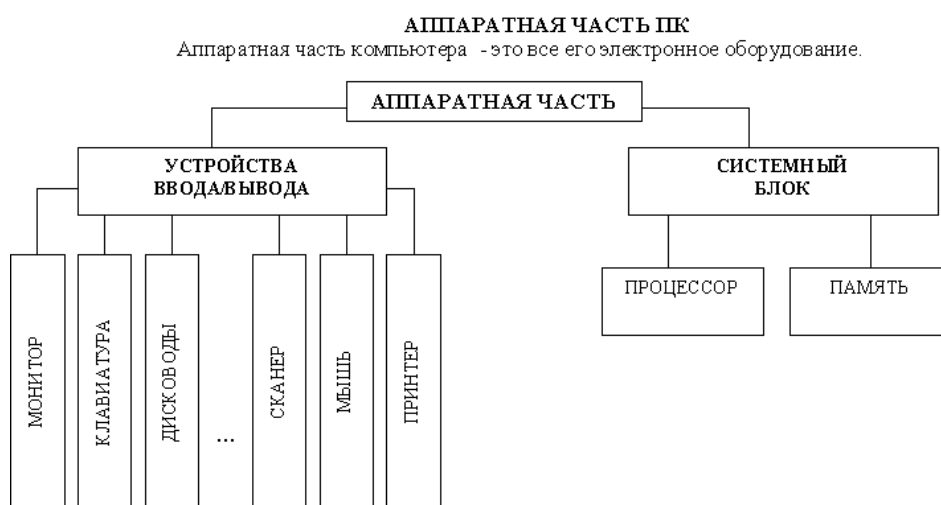 АППАРАТНАЯ ЧАСТЬ ПК
Аппаратная часть компьютера - это все его электронное оборудование.
АППАРАТНАЯ ЧАСТЬ
УСТРОЙСТВА
ВВОДА/ВЫВОДА
СИСТЕМНЫЙ
БЛОК
МОНИТОР
КЛАВИАТУРА
ДИСКОВОДЫ
...
СКАНЕР
МЫШЬ
ПРИНТЕР
ПРОЦЕССОР
ПАМЯТЬ